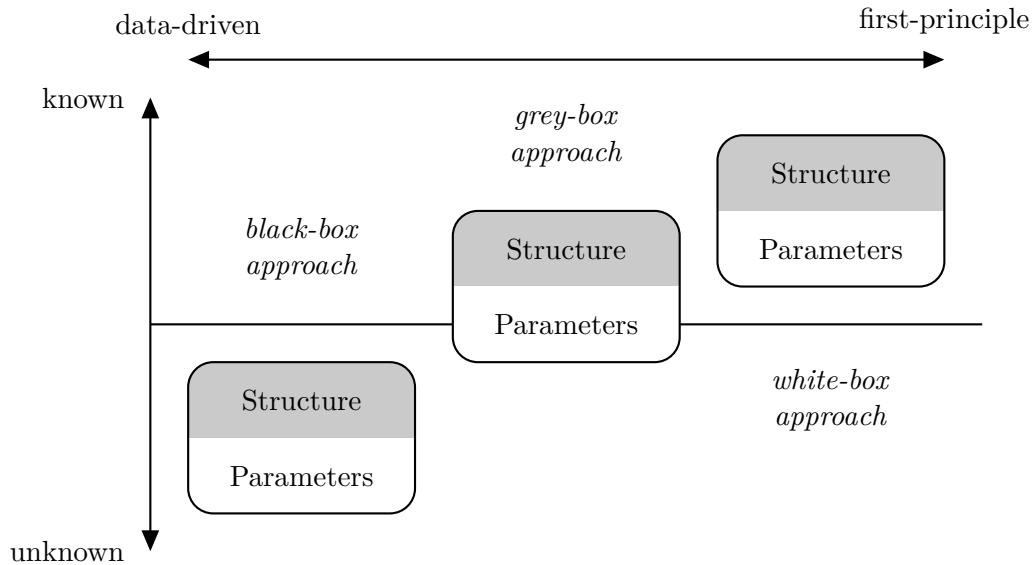 data-driven
first-principle
known
grey-box
approach
Structure
Parameters
black-box
approach
Structure
Parameters
white-box
approach
Structure
Parameters
unknown